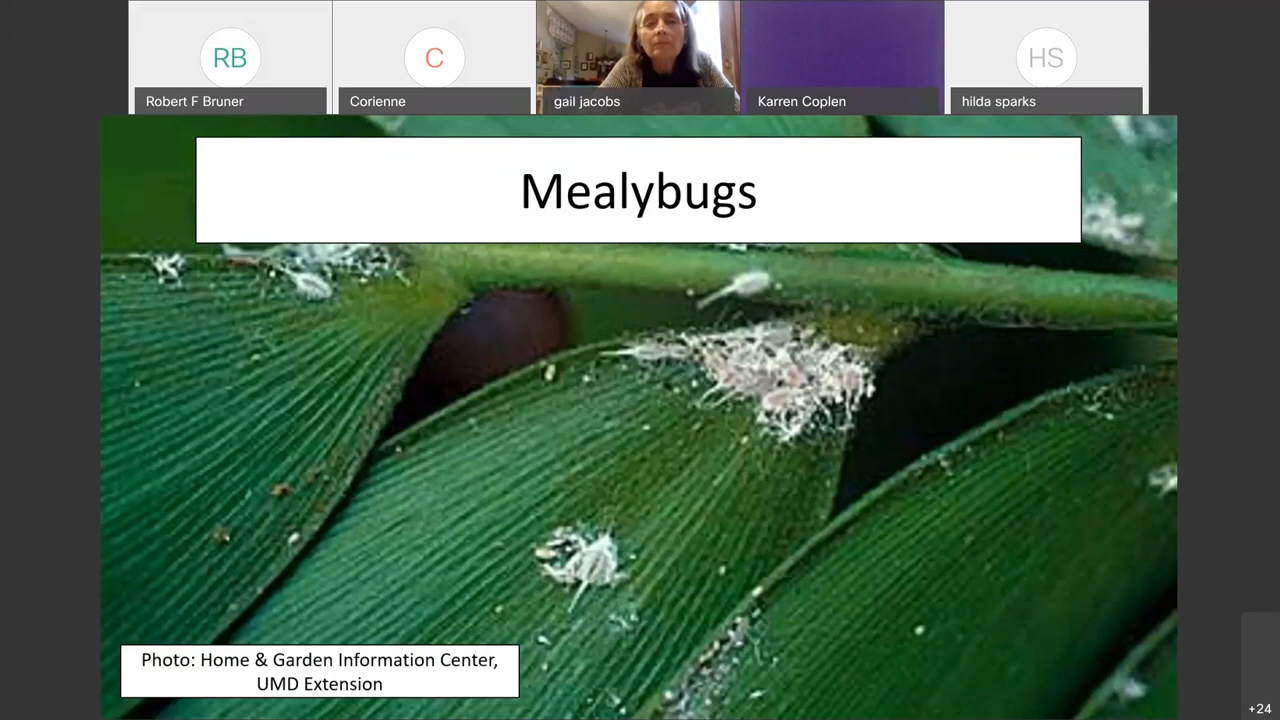 RB
C
HS
Robert F Bruner
Corienne
gail jacobs
Karren Coplen
hilda sparks
Mealybugs
Photo: Home & Garden Information Center,
UMD Extension
+24